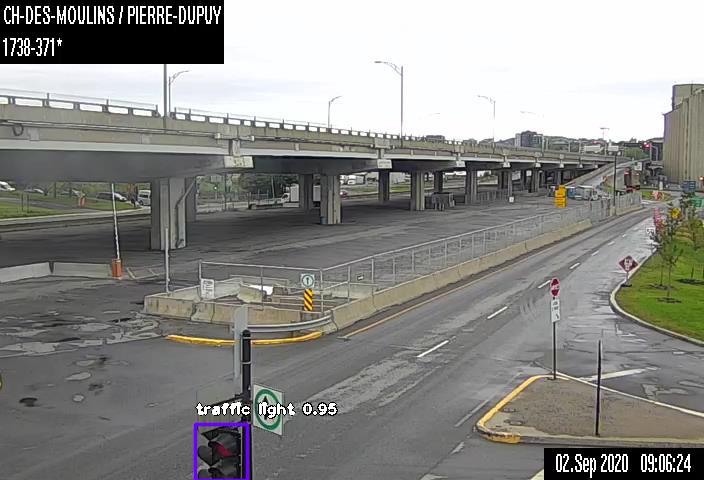 CH-DES-MOULINS / PIERRE-DUPUY
1738-371*
traffic light 0.95
02.Sep 2020 09:06:24